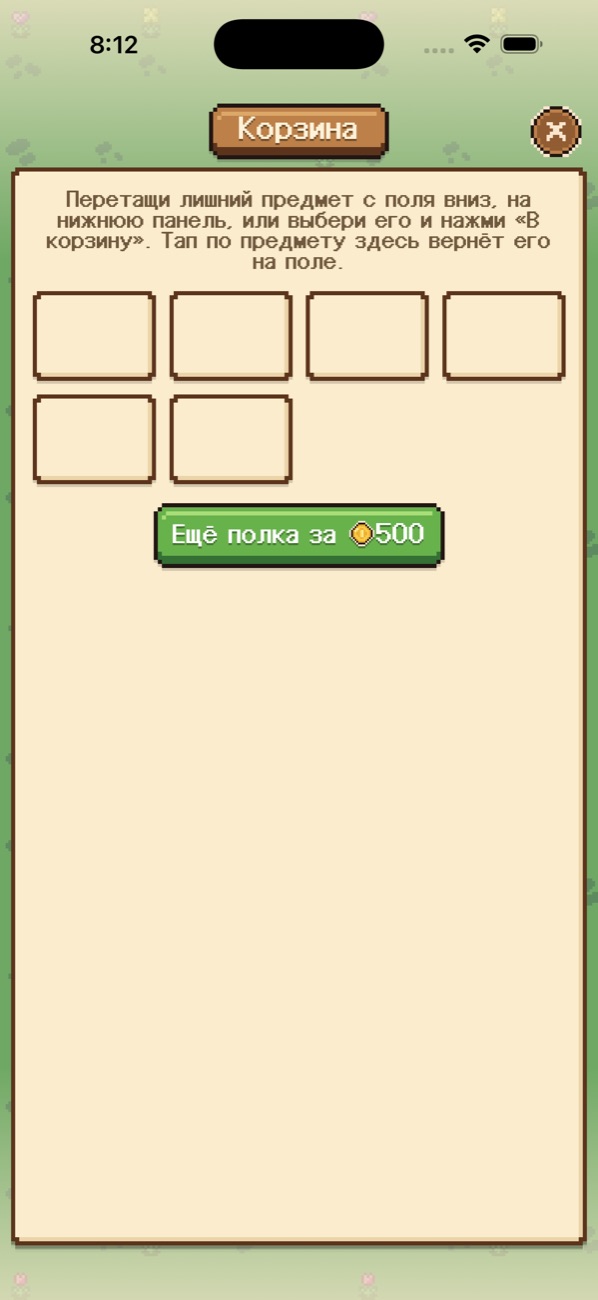 8:12
Корзина
Перетащи лишний предмет с поля вниз, на
нижнюю панель, или выбери его и нажми «В
корзину». Тап по предмету здесь вернёт его
на поле.
Ещё полка за 500